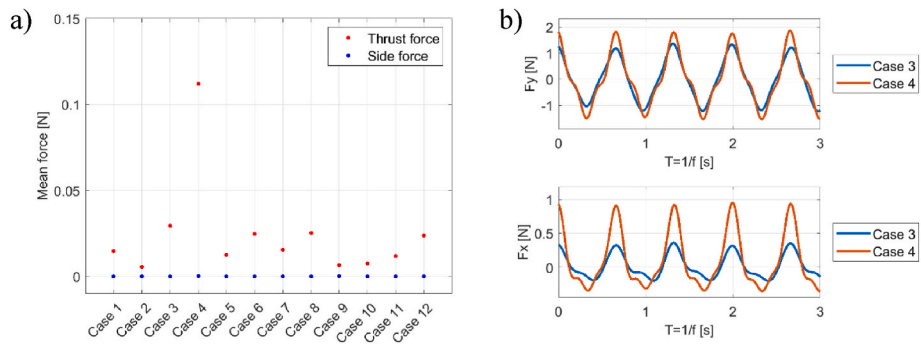 a)
0.15
0.1
0.05
0
Mean force [N]
Thrust force
Side force
Case 1
Case 2
Case 3
Case 4
Case 5
Case 6
Case 7
Case 8
Case 9
Case 10
Case 11
Case 12
b)
2
1
0
-1
Fy [N]
0
1
2
3
T=1/f [s]
Case 3
Case 4
1
0.5
0
Fx [N]
0
1
2
3
T=1/f [s]
Case 3
Case 4